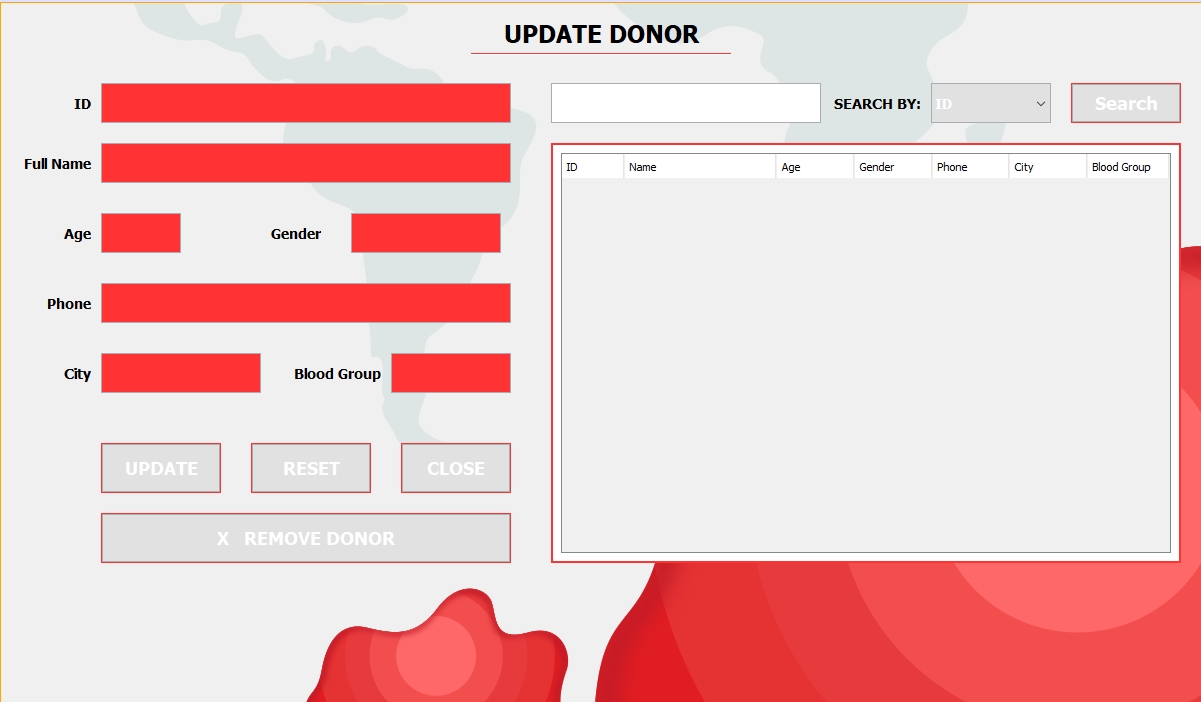 UPDATE DONOR
ID
SEARCH BY: ID Search
Full Name
ID Name Age Gender Phone City Blood Group
Age Gender
Phone
City Blood Group
UPDATE RESET CLOSE
X REMOVE DONOR